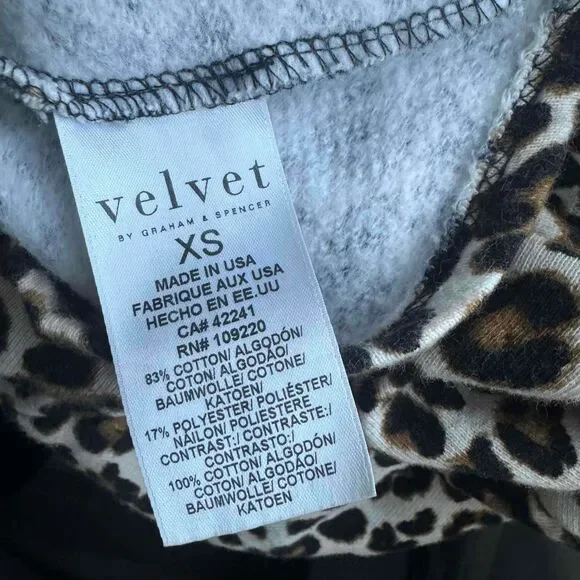 velvet
BY GRAHAM & SPENCER
XS
MADE IN USA
FABRIQUE AUX USA
HECHO EN EE.UU
CA# 42241
RN# 109220
83% COTTON/ ALGODÓN/
COTON/ ALGODÃO/
BAUMWOLLE/ COTONE/
KATOEN/
17% POLYESTER/ POLIÉSTER/
NÁILON/ POLIESTERE
CONTRAST:/ CONTRASTE:/
CONTRASTO:/
100% COTTON/ ALGODÓN/
COTON/ ALGODÃO/
BAUMWOLLE/ COTONE/
KATOEN